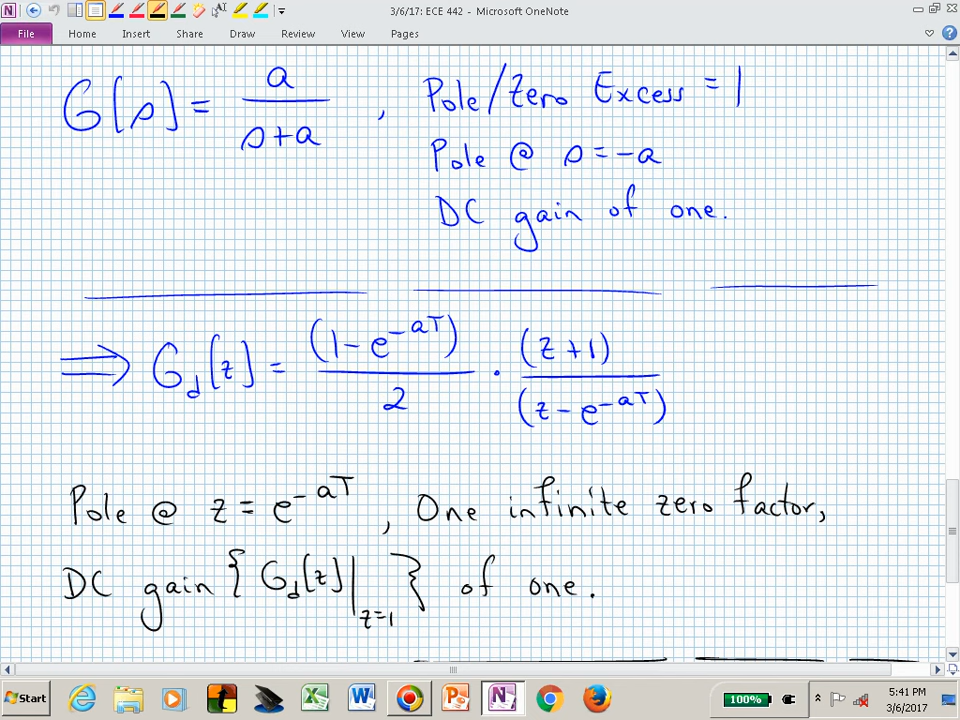 3/6/17: ECE 442 - Microsoft OneNote
File Home Insert Share Draw Review View Pages
G[s] = a / (s+a) , Pole/Zero Excess = 1
Pole @ s = -a
DC gain of one.
⟹ G_d[z] = (1 - e^{-aT}) / 2 · (z+1) / (z - e^{-aT})
Pole @ z = e^{-aT} , One infinite zero factor,
DC gain { G_d[z] |_{z=1} } of one.
Start 100% 5:41 PM
3/6/2017